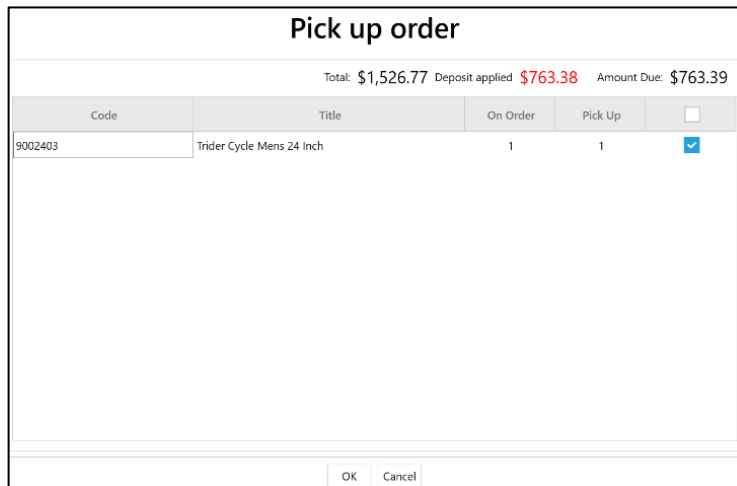 Pick up order
Total: $1,526.77 Deposit applied $763.38 Amount Due: $763.39
Code Title On Order Pick Up
9002403 Trider Cycle Mens 24 Inch 1 1
OK Cancel